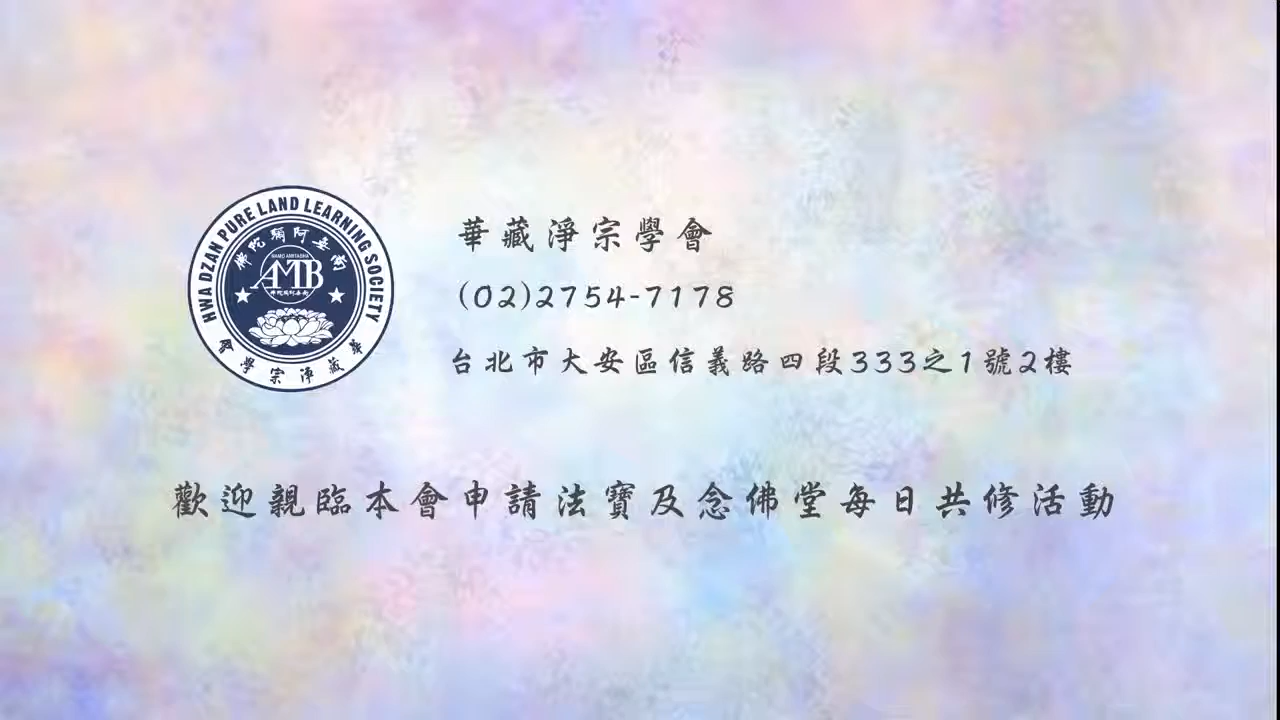 HWA DZAN PURE LAND LEARNING SOCIETY
南無阿彌陀佛
NAMO AMITABHA
AMTB
華藏淨宗學會
華藏淨宗學會
(02)2754-7178
台北市大安區信義路四段333之1號2樓
歡迎親臨本會申請法寶及念佛堂每日共修活動